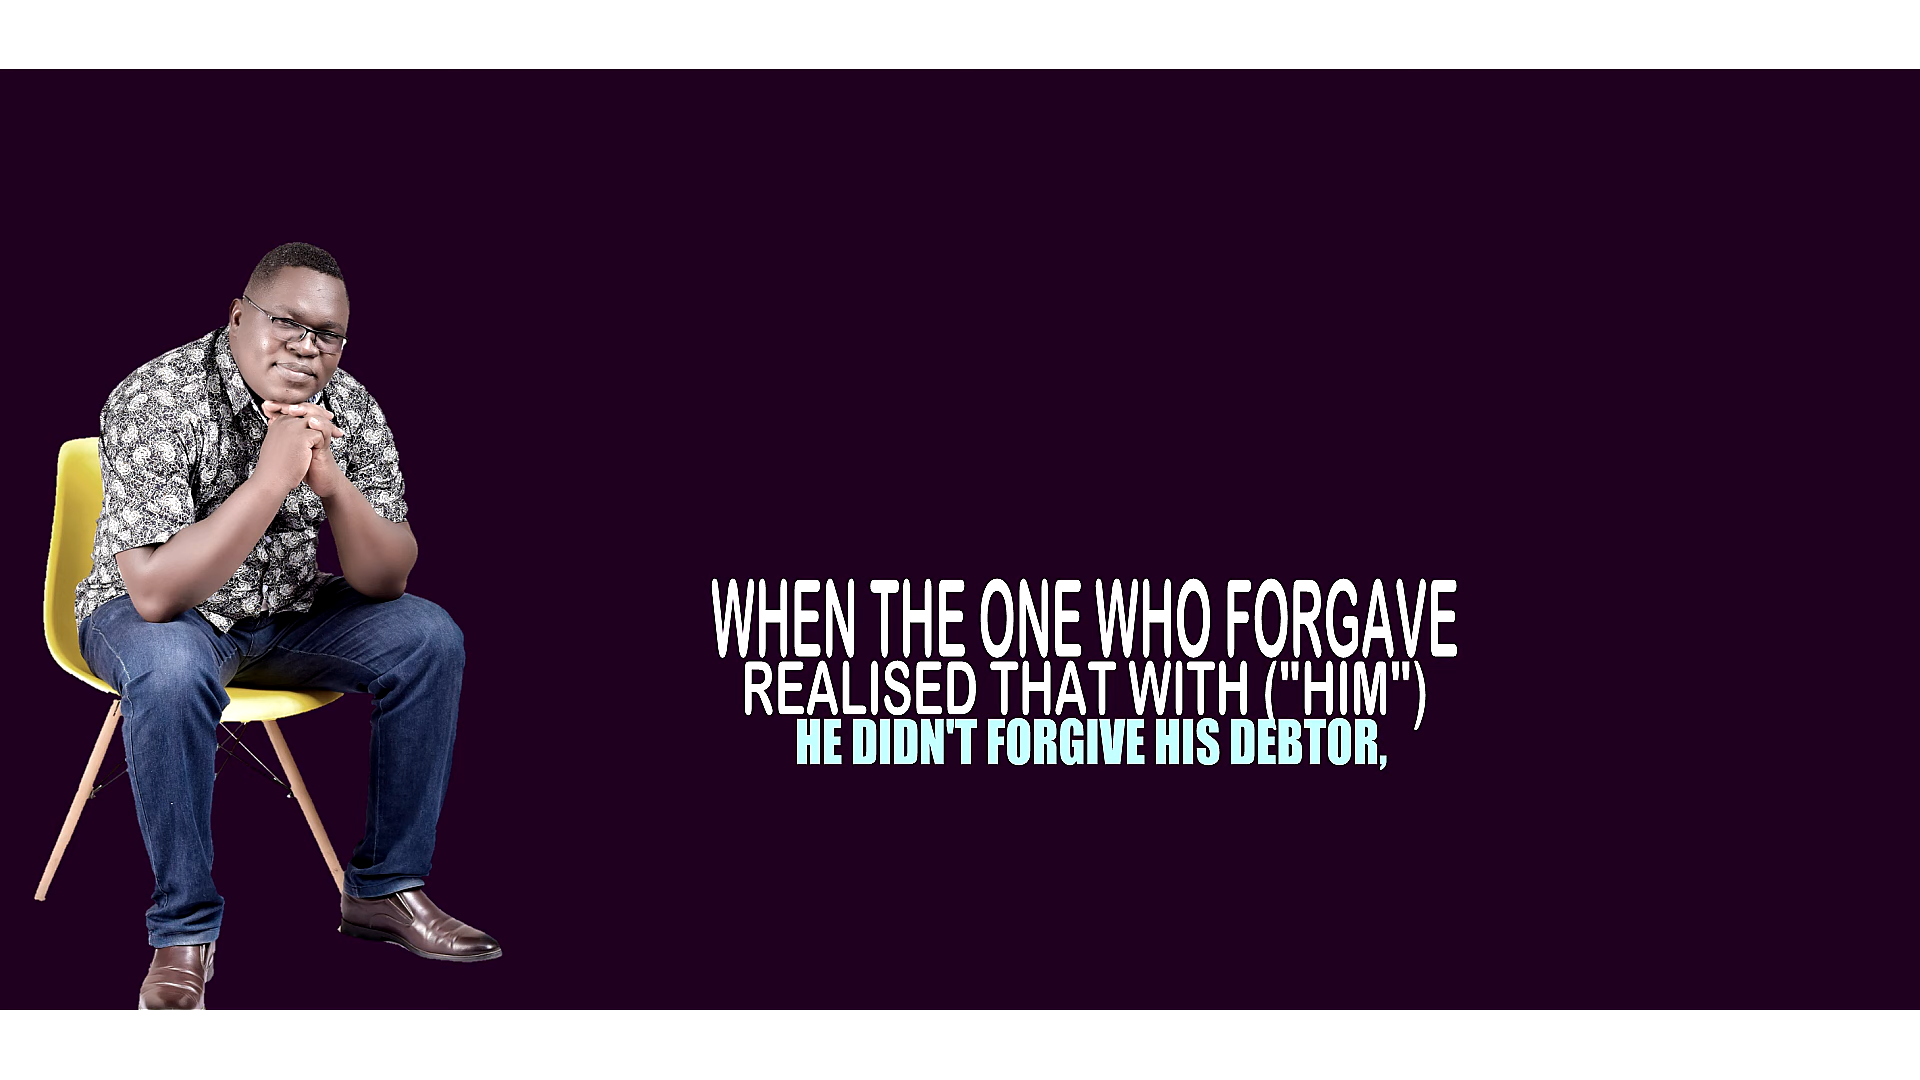 WHEN THE ONE WHO FORGAVE
REALISED THAT WITH ("HIM")
HE DIDN'T FORGIVE HIS DEBTOR,